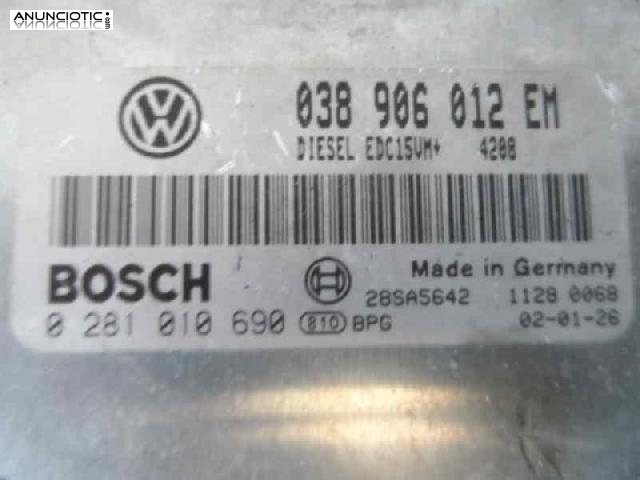 ANUNCIOTIC.com
038 906 012 EM
DIESEL EDC15VM+ 4208
BOSCH
Made in Germany
28SA5642 1128 0068
0 281 010 690 810 BPG 02-01-26